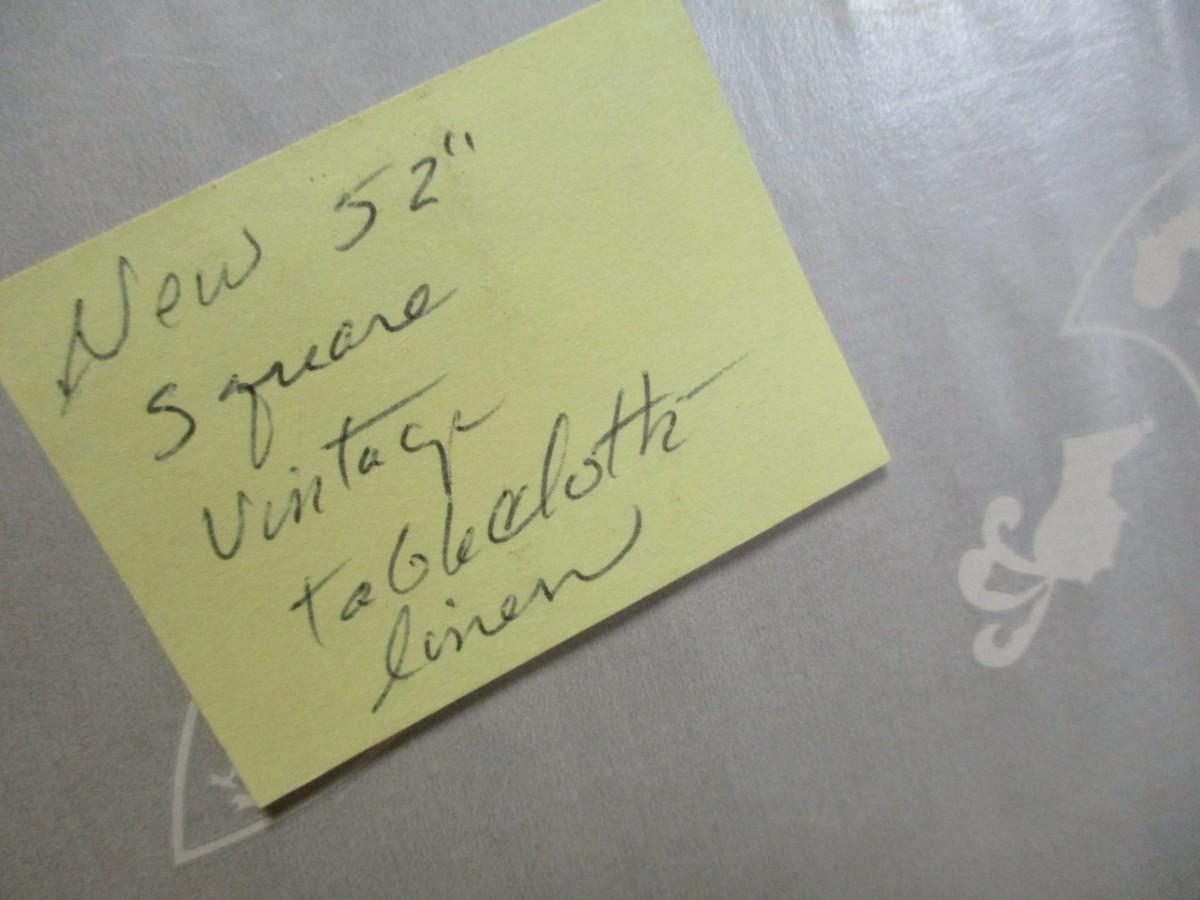 New 52"
Square
Vintage
tablecloth
linen